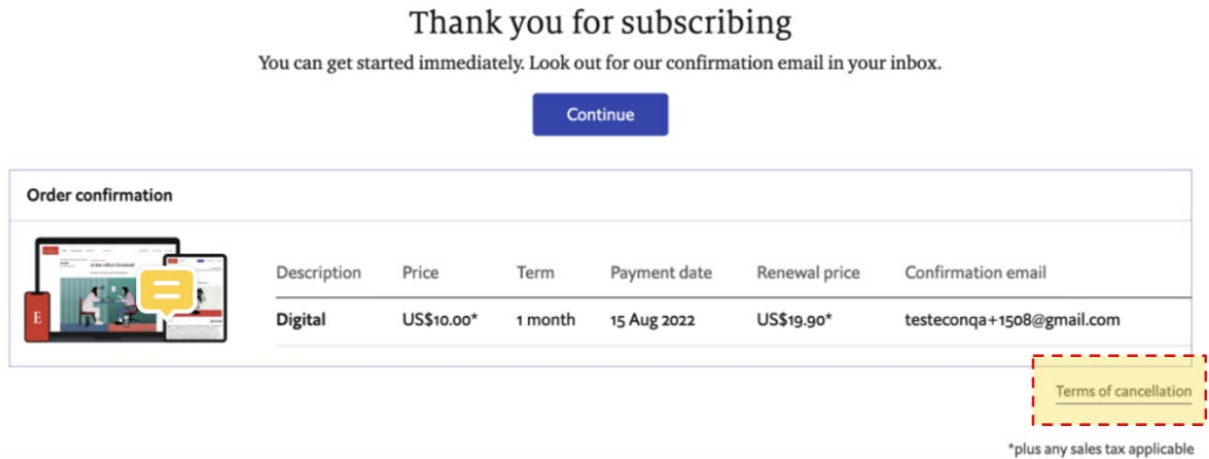 Thank you for subscribing
You can get started immediately. Look out for our confirmation email in your inbox.
Continue
Order confirmation
Description Price Term Payment date Renewal price Confirmation email
E
Digital US$10.00* 1 month 15 Aug 2022 US$19.90* testeconqa+1508@gmail.com
Terms of cancellation
*plus any sales tax applicable